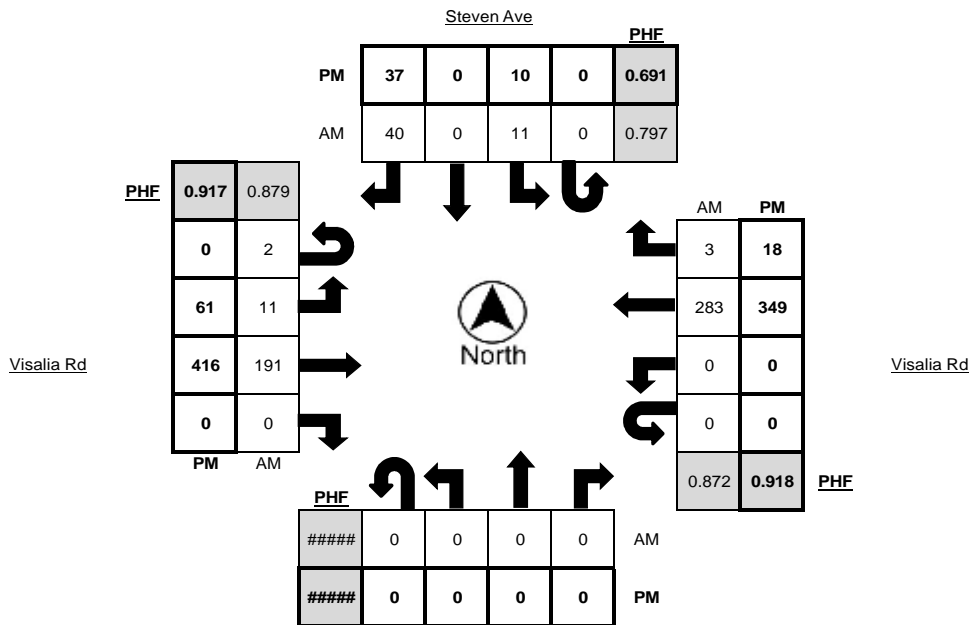 Steven Ave
PHF
PM 37 0 10 0 0.691
AM 40 0 11 0 0.797
PHF 0.917 0.879
AM PM
0 2
3 18
61 11
283 349
North
Visalia Rd
416 191
0 0
Visalia Rd
0 0
0 0
PM AM
0.872 0.918 PHF
PHF
##### 0 0 0 0 AM
##### 0 0 0 0 PM